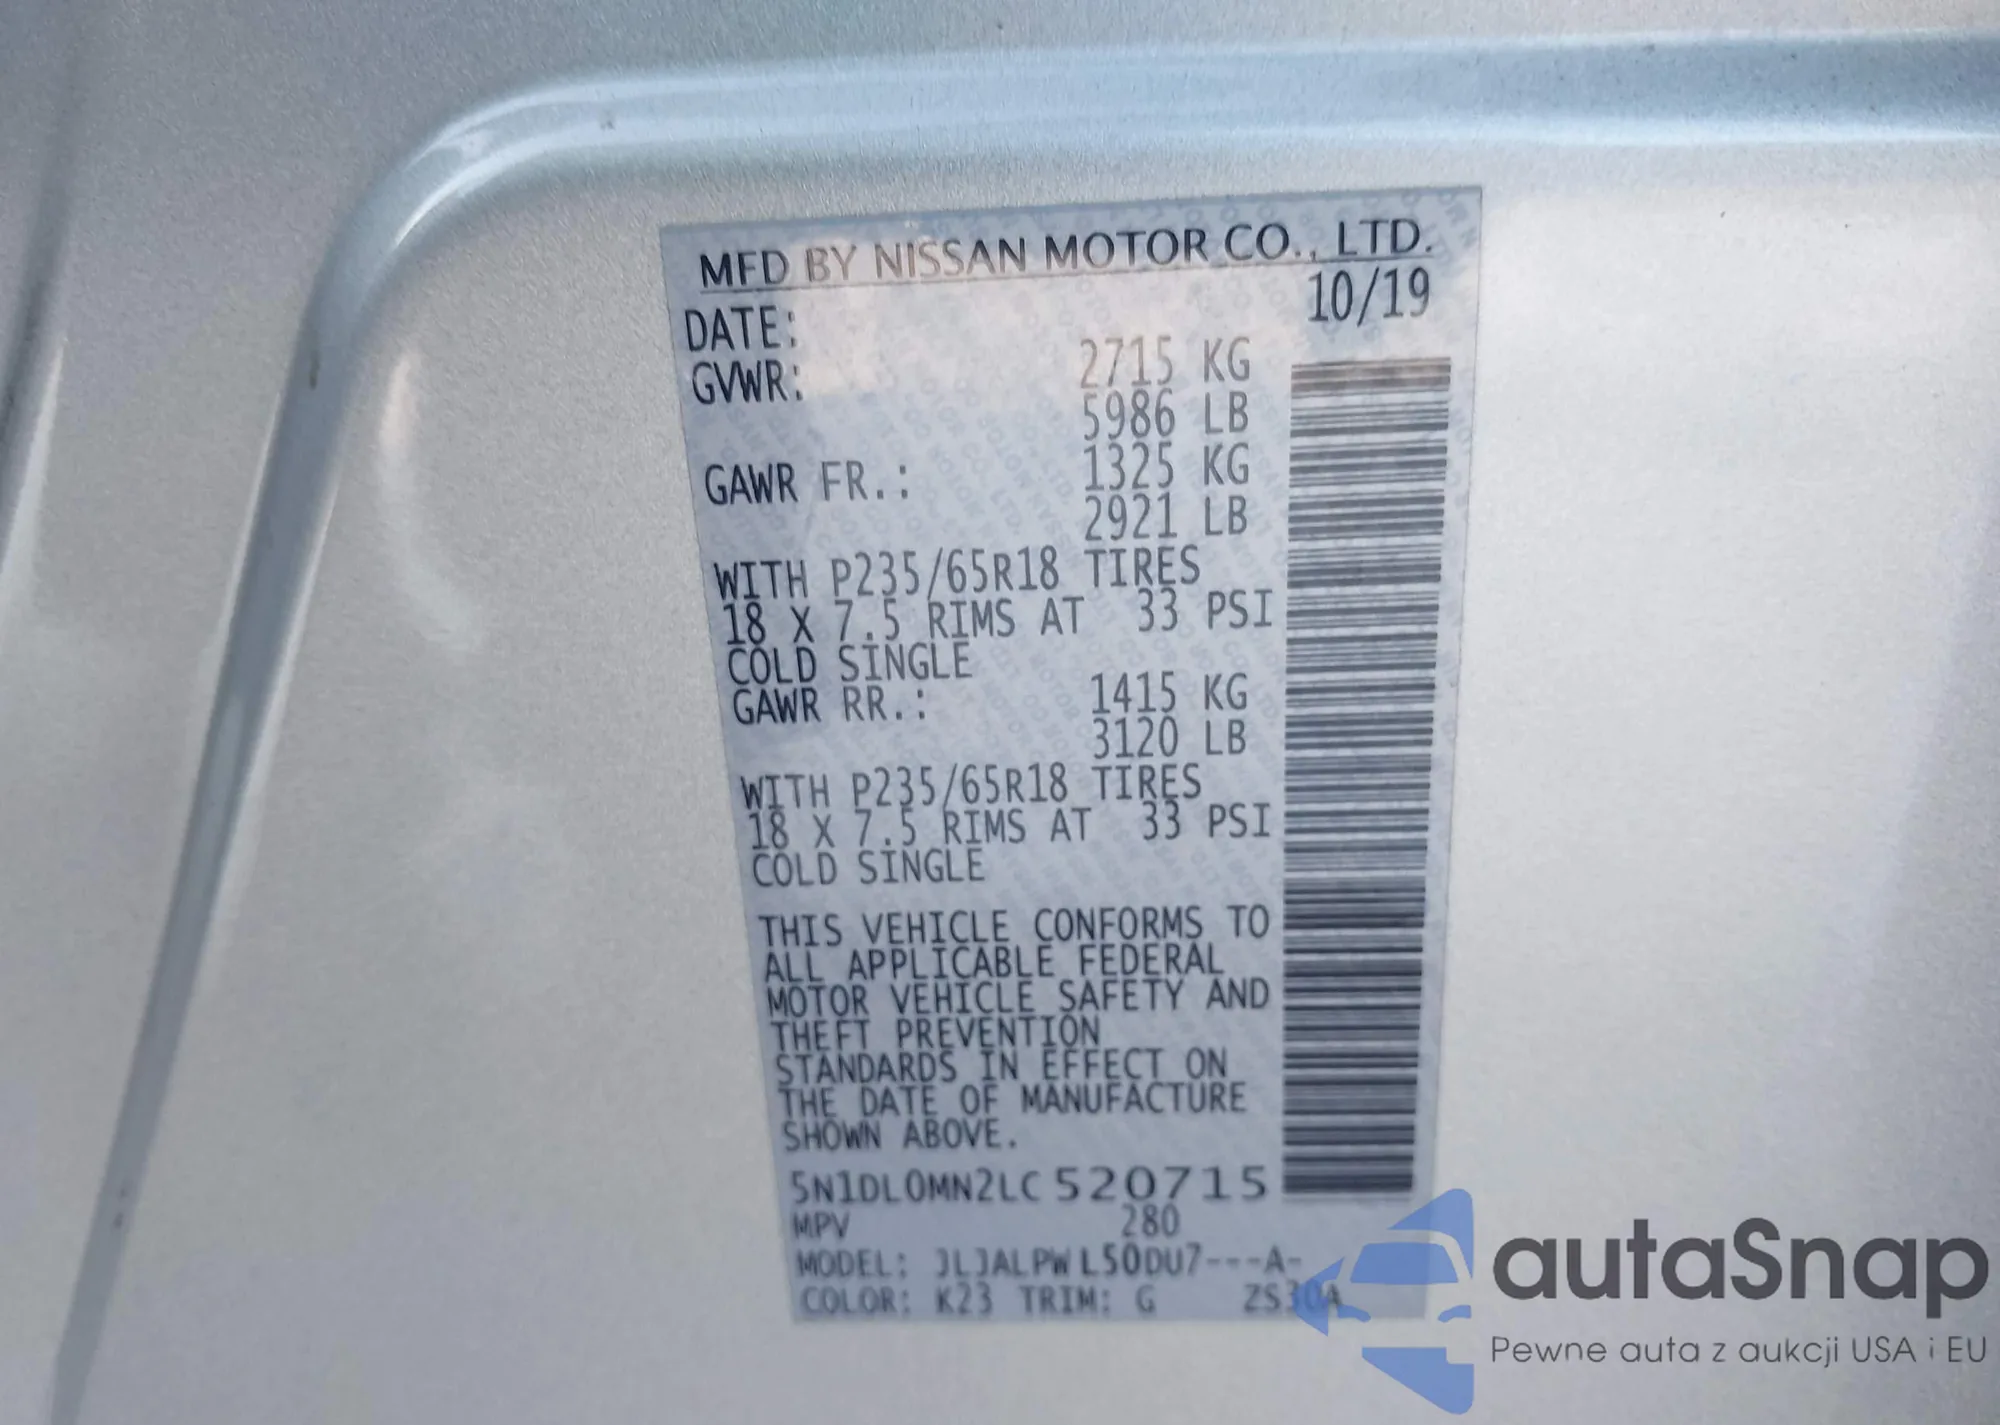 MFD BY NISSAN MOTOR CO., LTD.
DATE: 10/19
GVWR: 2715 KG
5986 LB
GAWR FR.: 1325 KG
2921 LB
WITH P235/65R18 TIRES
18 X 7.5 RIMS AT 33 PSI
COLD SINGLE
GAWR RR.: 1415 KG
3120 LB
WITH P235/65R18 TIRES
18 X 7.5 RIMS AT 33 PSI
COLD SINGLE
THIS VEHICLE CONFORMS TO
ALL APPLICABLE FEDERAL
MOTOR VEHICLE SAFETY AND
THEFT PREVENTION
STANDARDS IN EFFECT ON
THE DATE OF MANUFACTURE
SHOWN ABOVE.
5N1DL0MN2LC520715
MPV 280
MODEL: JLJALPWL50DU7---A-
COLOR: K23 TRIM: G ZS30A
autaSnap
Pewne auta z aukcji USA i EU